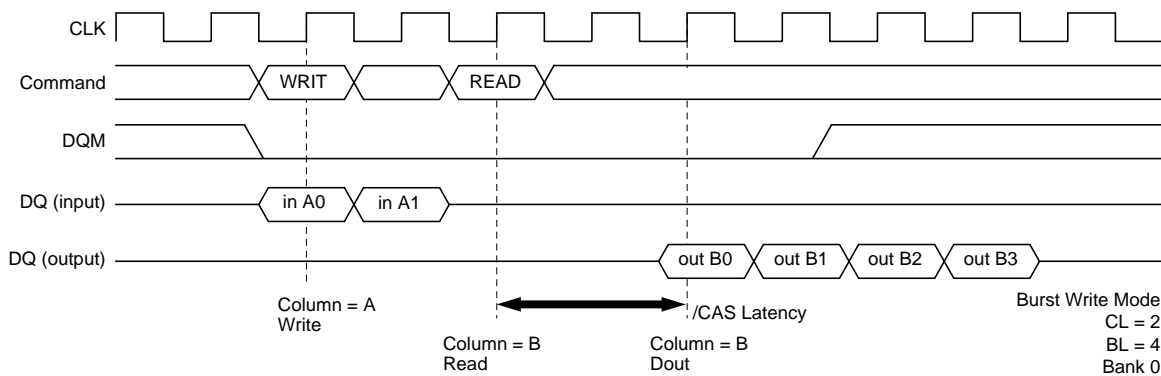 CLK
Command
WRIT
READ
DQM
DQ (input)
in A0
in A1
DQ (output)
out B0
out B1
out B2
out B3
Column = A
Write
/CAS Latency
Column = B
Read
Column = B
Dout
Burst Write Mode
CL = 2
BL = 4
Bank 0